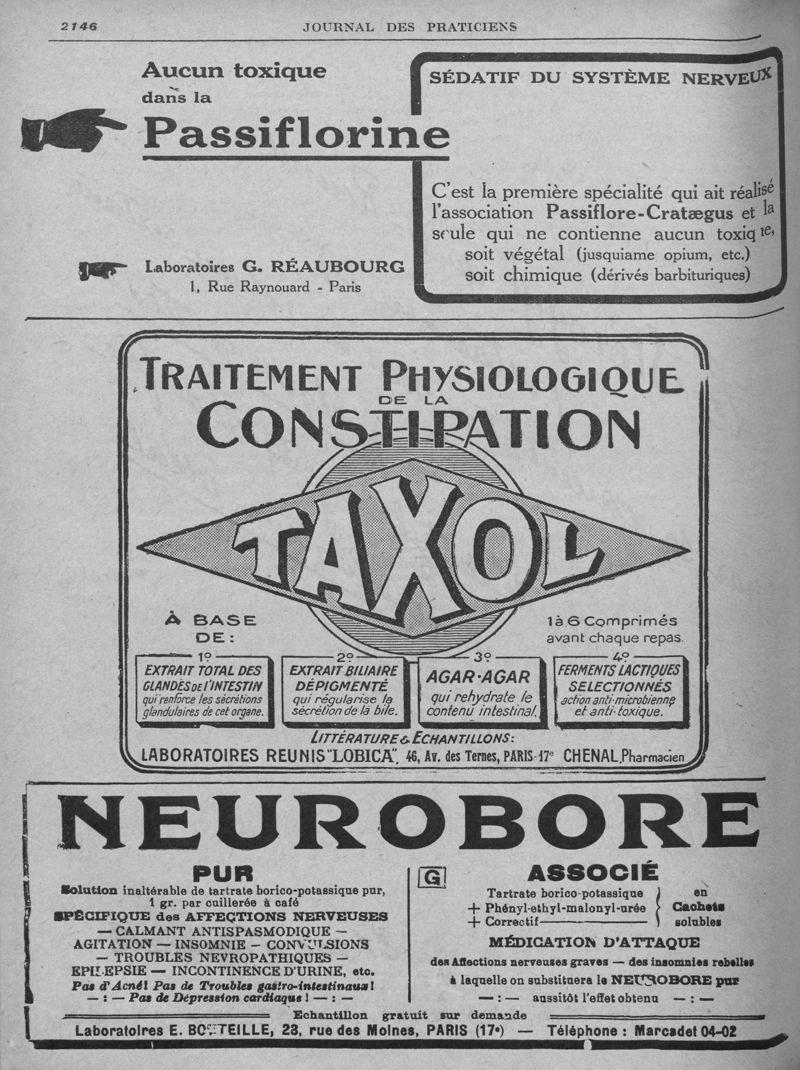 2146
JOURNAL DES PRATICIENS
Aucun toxique
dans la
Passiflorine
SÉDATIF DU SYSTÈME NERVEUX
C'est la première spécialité qui ait réalisé
l'association Passiflore-Cratægus et la
seule qui ne contienne aucun toxique,
soit végétal (jusquiame opium, etc.)
soit chimique (dérivés barbituriques)
Laboratoires G. RÉAUBOURG
1, Rue Raynouard - Paris
TRAITEMENT PHYSIOLOGIQUE
DE LA
CONSTIPATION
TAXOL
À BASE
DE:
1 à 6 Comprimés
avant chaque repas.
1º
EXTRAIT TOTAL DES
GLANDES DE L'INTESTIN
qui renforce les sécrétions
glandulaires de cet organe.
2º
EXTRAIT BILIAIRE
DÉPIGMENTÉ
qui régularise la
sécrétion de la bile.
3º
AGAR-AGAR
qui rehydrate le
contenu intestinal.
4º
FERMENTS LACTIQUES
SELECTIONNÉS
action anti-microbienne
et anti-toxique.
LITTÉRATURE & ECHANTILLONS:
LABORATOIRES REUNIS "LOBICA", 46, Av. des Ternes, PARIS-17º CHENAL, Pharmacien
NEUROBORE
PUR
Solution inaltérable de tartrate borico-potassique pur,
1 gr. par cuillerée à café
SPÉCIFIQUE des AFFECTIONS NERVEUSES
— CALMANT ANTISPASMODIQUE —
AGITATION — INSOMNIE — CONVULSIONS
— TROUBLES NEVROPATHIQUES —
EPILEPSIE — INCONTINENCE D'URINE, etc.
Pas d'Acné! Pas de Troubles gastro-intestinaux!
— : — Pas de Dépression cardiaque! — : —
G
ASSOCIÉ
Tartrate borico-potassique
+ Phényl-ethyl-malonyl-urée
+ Correctif
en
Cachets
solubles
MÉDICATION D'ATTAQUE
des Affections nerveuses graves — des insomnies rebelles
à laquelle on substituera le NEUROBORE pur
— : — aussitôt l'effet obtenu — : —
Echantillon gratuit sur demande
Laboratoires E. BOUTEILLE, 23, rue des Moines, PARIS (17e) — Téléphone : Marcadet 04-02